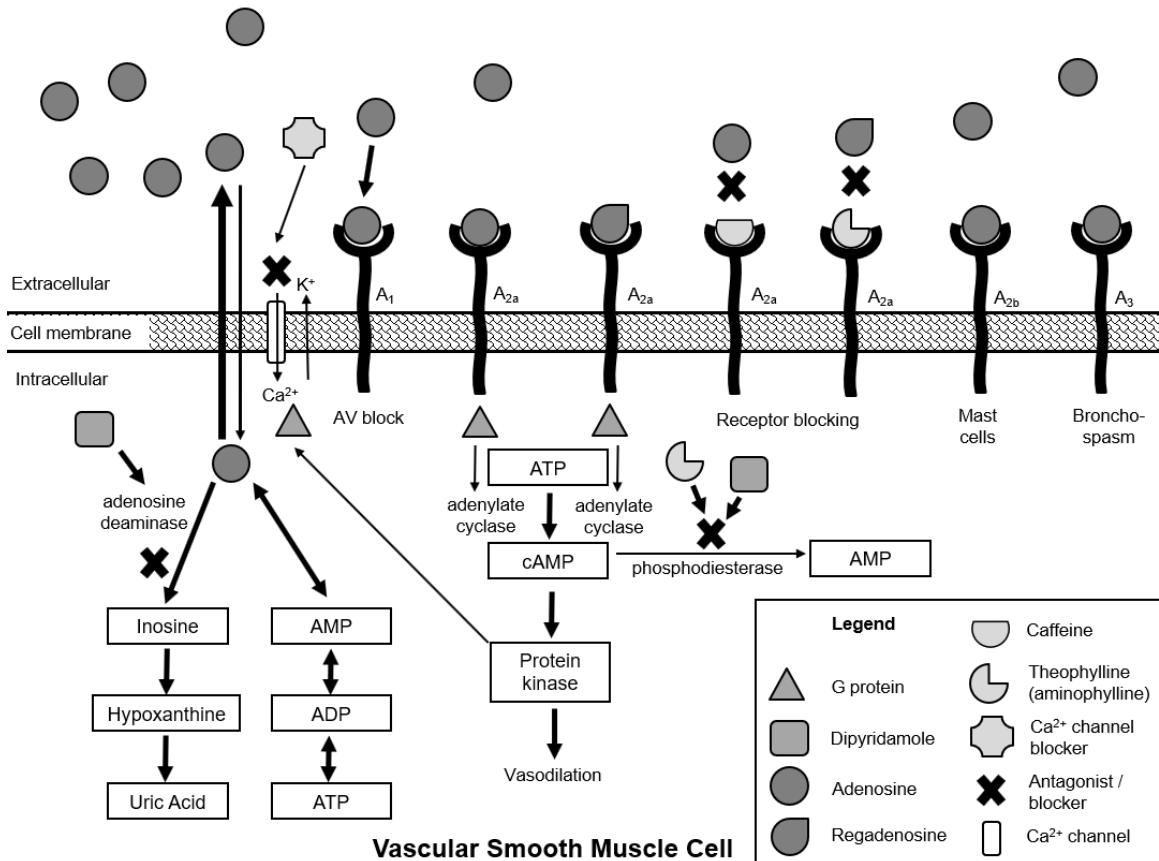 K⁺
Extracellular
A₁
A₂ₐ
A₂ₐ
A₂ₐ
A₂ₐ
A₂b
A₃
Cell membrane
Intracellular
Ca²⁺
AV block
Receptor blocking
Mast
cells
Broncho-
spasm
adenosine
deaminase
ATP
adenylate
cyclase
adenylate
cyclase
cAMP
phosphodiesterase
AMP
Inosine
AMP
Protein
kinase
Hypoxanthine
ADP
Vasodilation
Uric Acid
ATP
Legend
G protein
Dipyridamole
Adenosine
Regadenosine
Caffeine
Theophylline
(aminophylline)
Ca²⁺ channel
blocker
Antagonist /
blocker
Ca²⁺ channel
Vascular Smooth Muscle Cell